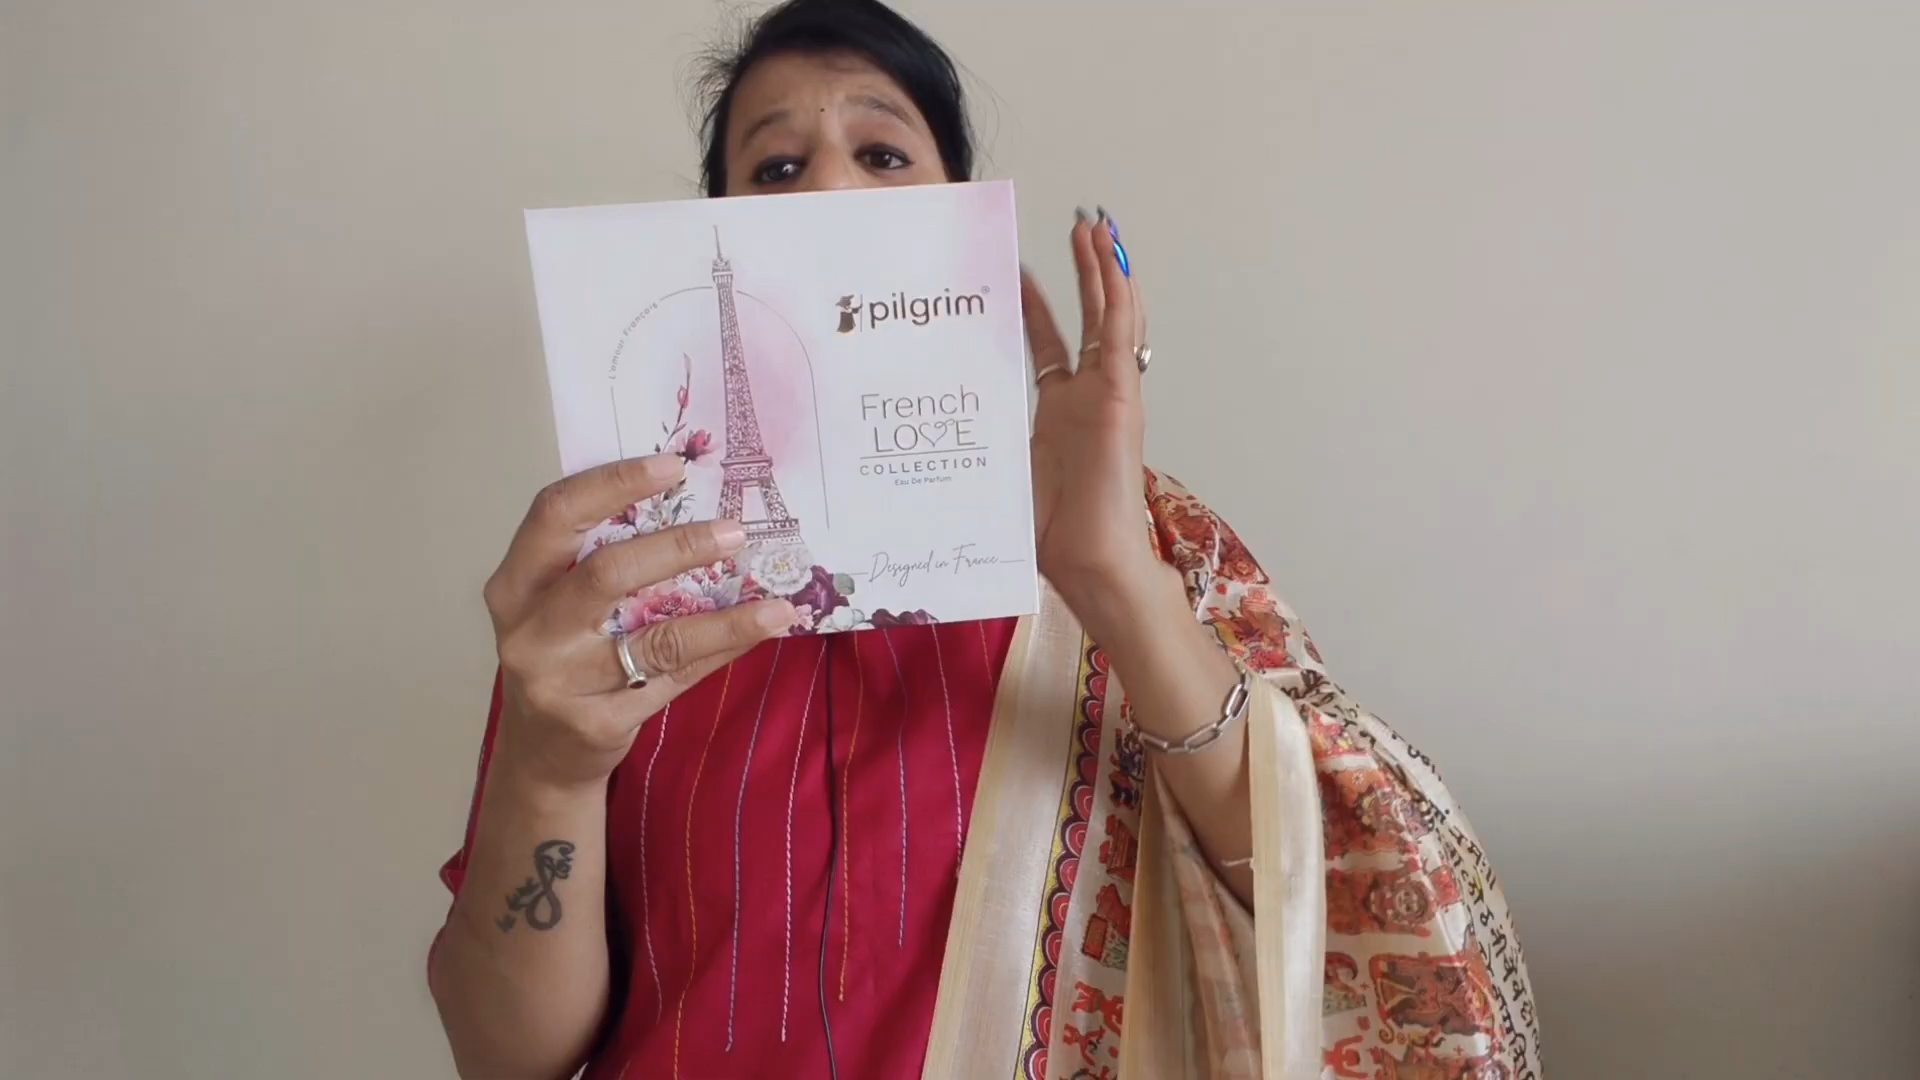 L'amour Français
pilgrim®
French
LOVE
COLLECTION
Eau De Parfum
Designed in France